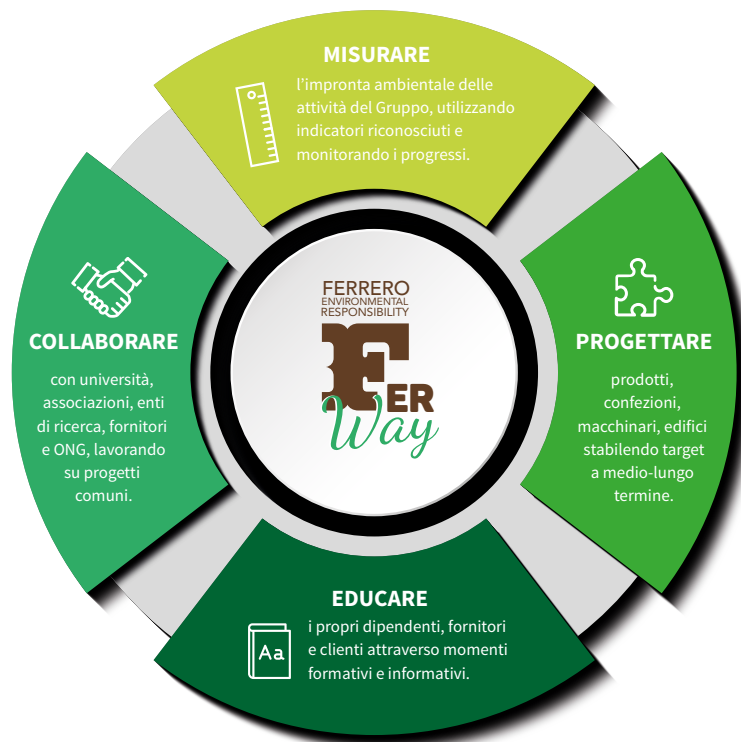 MISURARE
l'impronta ambientale delle
attività del Gruppo, utilizzando
indicatori riconosciuti e
monitorando i progressi.
COLLABORARE
con università,
associazioni, enti
di ricerca, fornitori
e ONG, lavorando
su progetti
comuni.
FERRERO
ENVIRONMENTAL
RESPONSIBILITY
FER
Way
PROGETTARE
prodotti,
confezioni,
macchinari, edifici
stabilendo target
a medio-lungo
termine.
EDUCARE
Aa
i propri dipendenti, fornitori
e clienti attraverso momenti
formativi e informativi.